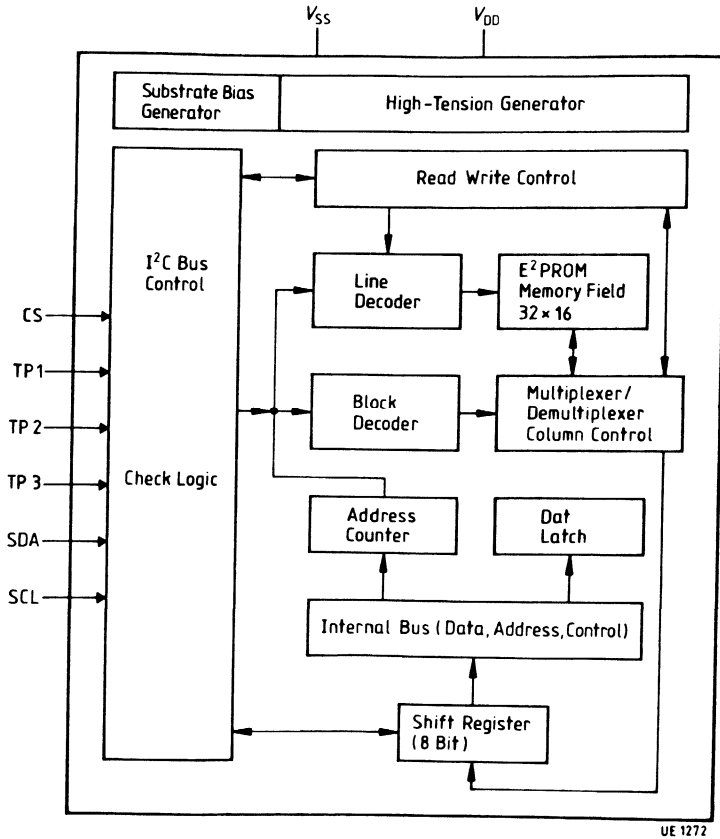 VSS
VDD
Substrate Bias
Generator
High-Tension Generator
Read Write Control
I²C Bus
Control
Line
Decoder
E²PROM
Memory Field
32×16
CS
TP1
TP 2
TP 3
SDA
SCL
Block
Decoder
Multiplexer/
Demultiplexer
Column Control
Check Logic
Address
Counter
Dat
Latch
Internal Bus (Data, Address, Control)
Shift Register
(8 Bit)
UE 1272